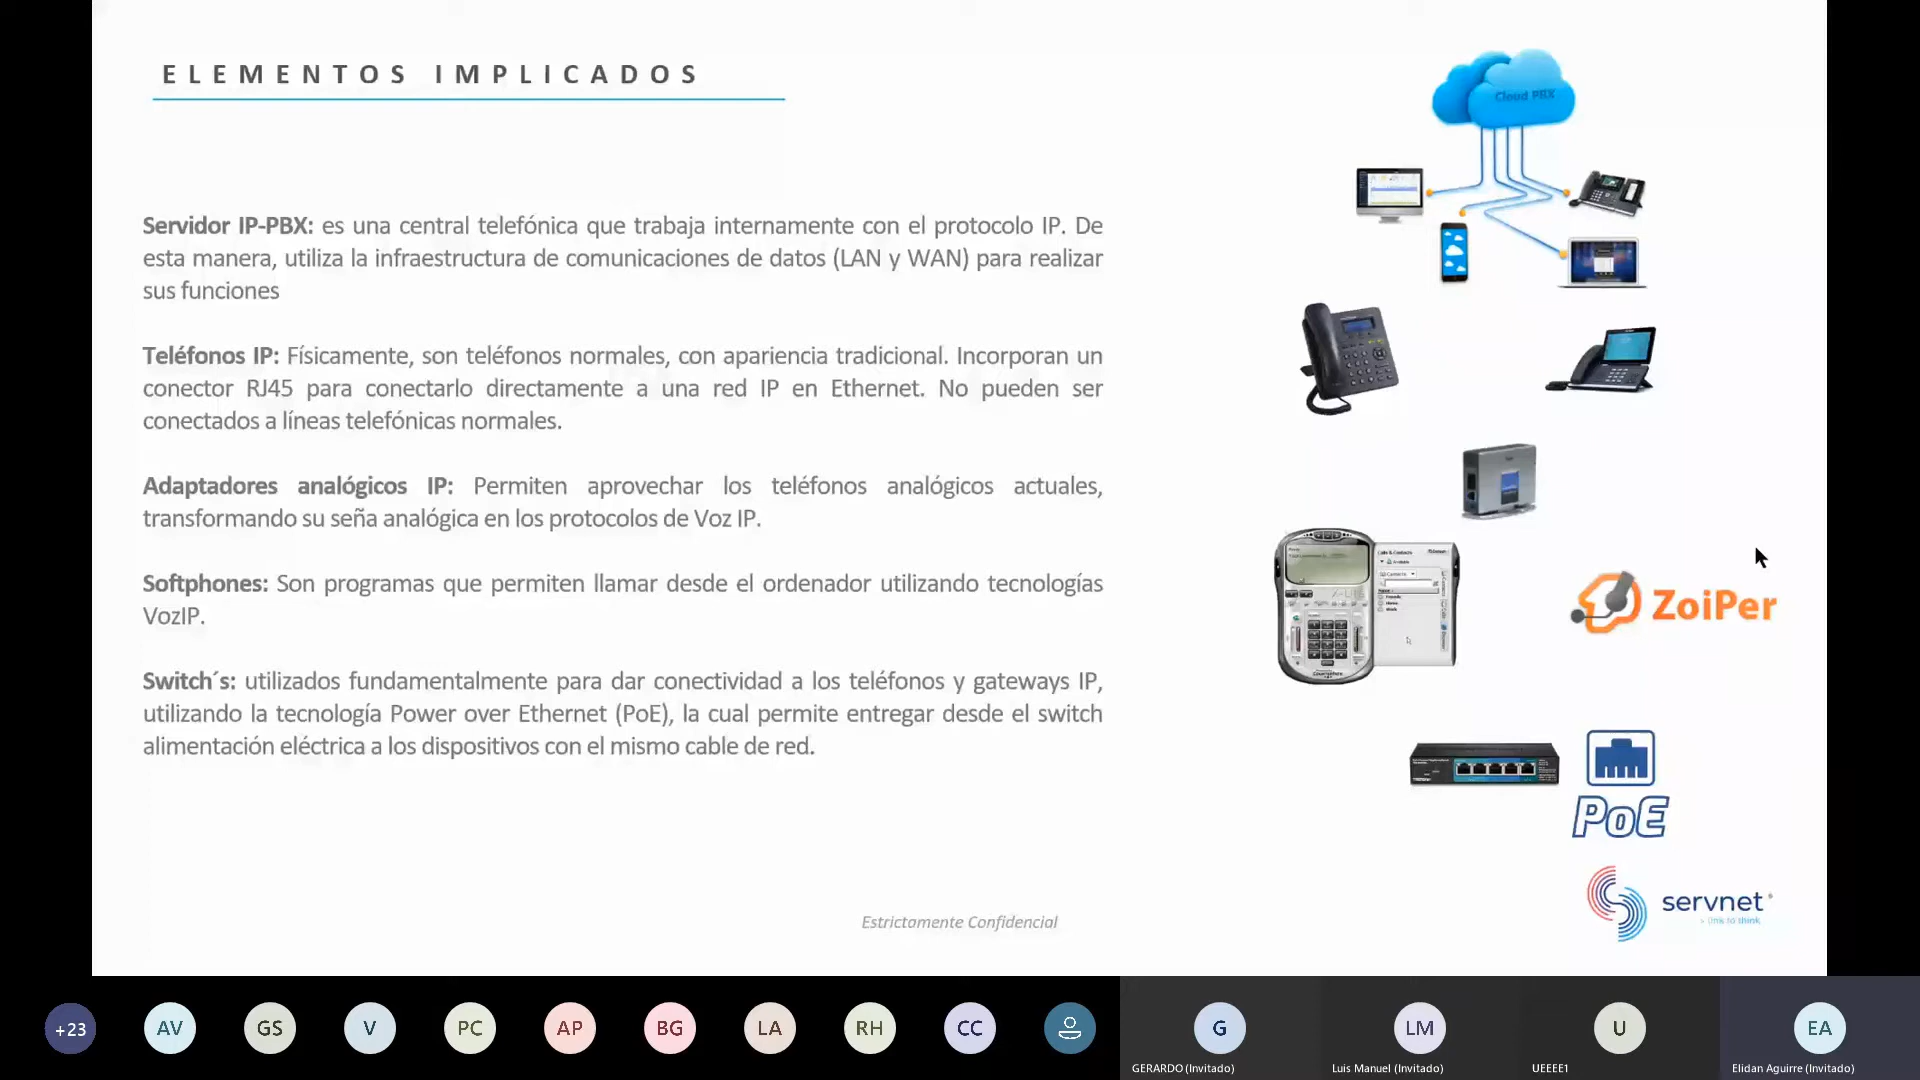 ELEMENTOS IMPLICADOS
Cloud PBX
Servidor IP-PBX: es una central telefónica que trabaja internamente con el protocolo IP. De
esta manera, utiliza la infraestructura de comunicaciones de datos (LAN y WAN) para realizar
sus funciones
Teléfonos IP: Físicamente, son teléfonos normales, con apariencia tradicional. Incorporan un
conector RJ45 para conectarlo directamente a una red IP en Ethernet. No pueden ser
conectados a líneas telefónicas normales.
Adaptadores analógicos IP: Permiten aprovechar los teléfonos analógicos actuales,
transformando su seña analógica en los protocolos de Voz IP.
Softphones: Son programas que permiten llamar desde el ordenador utilizando tecnologías
VozIP.
Calls & Contacts
ZoiPer
Switch´s: utilizados fundamentalmente para dar conectividad a los teléfonos y gateways IP,
utilizando la tecnología Power over Ethernet (PoE), la cual permite entregar desde el switch
alimentación eléctrica a los dispositivos con el mismo cable de red.
PoE
servnet
> link to think.
Estrictamente Confidencial
+23
AV
GS
V
PC
AP
BG
LA
RH
CC
G
LM
U
EA
GERARDO (Invitado)
Luis Manuel (Invitado)
UEEEE1
Elidan Aguirre (Invitado)